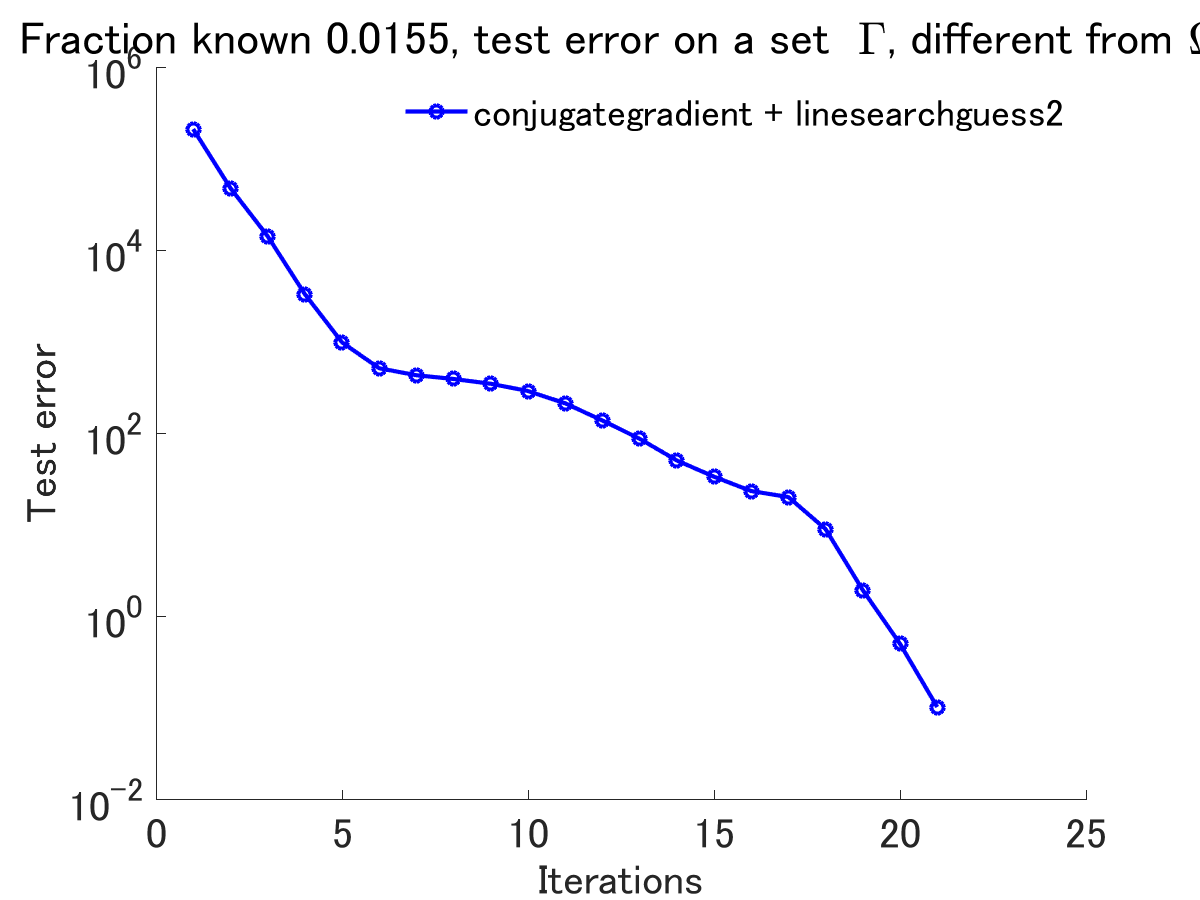 Fraction known 0.0155, test error on a set Γ, different from Ω
10^6
conjugategradient + linesearchguess2
10^4
10^2
10^0
10^-2
Test error
0 5 10 15 20 25
Iterations